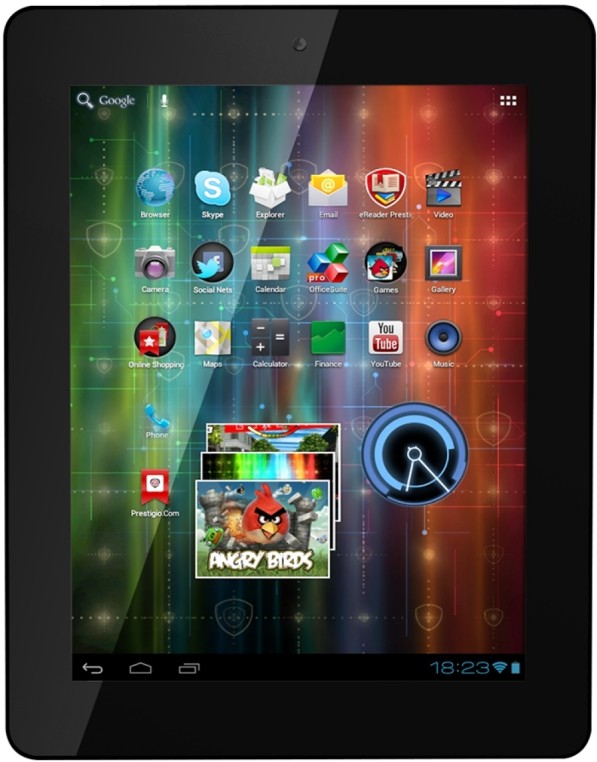 Google
Browser
Skype
Explorer
Email
eReader Presti
Video
Camera
Social Nets
Calendar
pro
OfficeSuite
Games
Gallery
Online Shopping
Maps
Calculator
Finance
You
Tube
YouTube
Music
Phone
Prestigio.Com
ANGRY BIRDS
18:23